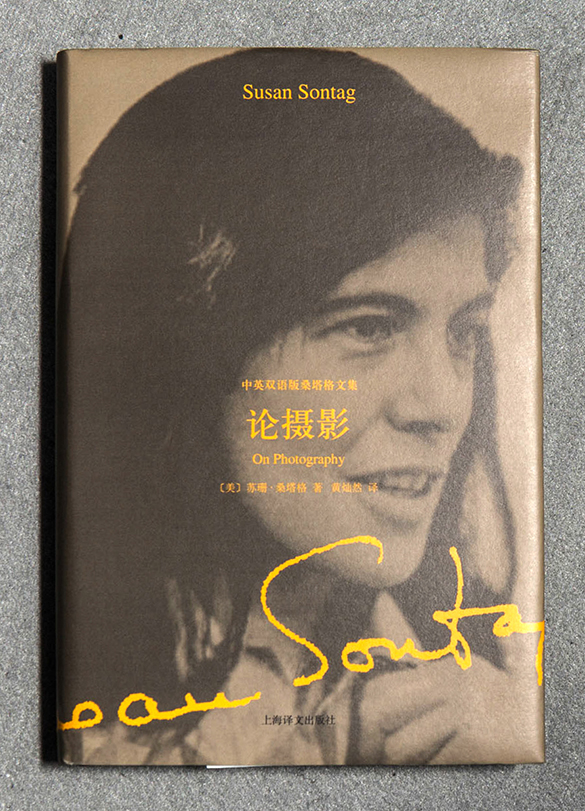 Susan Sontag
中英双语版桑塔格文集
论摄影
On Photography
〔美〕苏珊·桑塔格 著 黄灿然 译
san Sonta
上海译文出版社